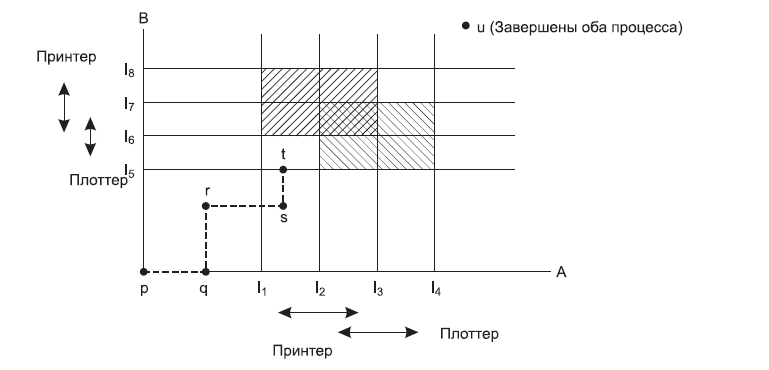 B
u (Завершены оба процесса)
Принтер
I8
I7
I6
t
Плоттер
I5
r
s
A
p q I1 I2 I3 I4
Плоттер
Принтер